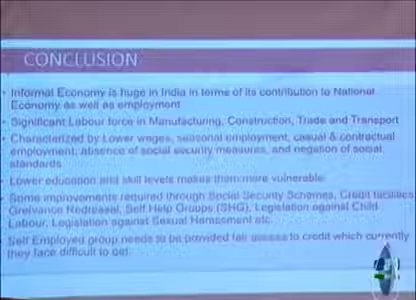 CONCLUSION
• Informal Economy is huge in India in terms of its contribution to National
Economy as well as employment
• Significant Labour force in Manufacturing, Construction, Trade and Transport
• Characterized by Lower wages, seasonal employment, casual & contractual
employment, absence of social security measures, and negation of social
standards
• Lower education and skill levels makes them more vulnerable
• Some improvements required through Social Security Schemes, Credit facilities
Greivance Redressal, Self Help Groups (SHG), Legislation against Child
Labour, Legislation against Sexual Harassment etc.
• Self Employed group needs to be provided fair access to credit which currently
they face difficult to get.